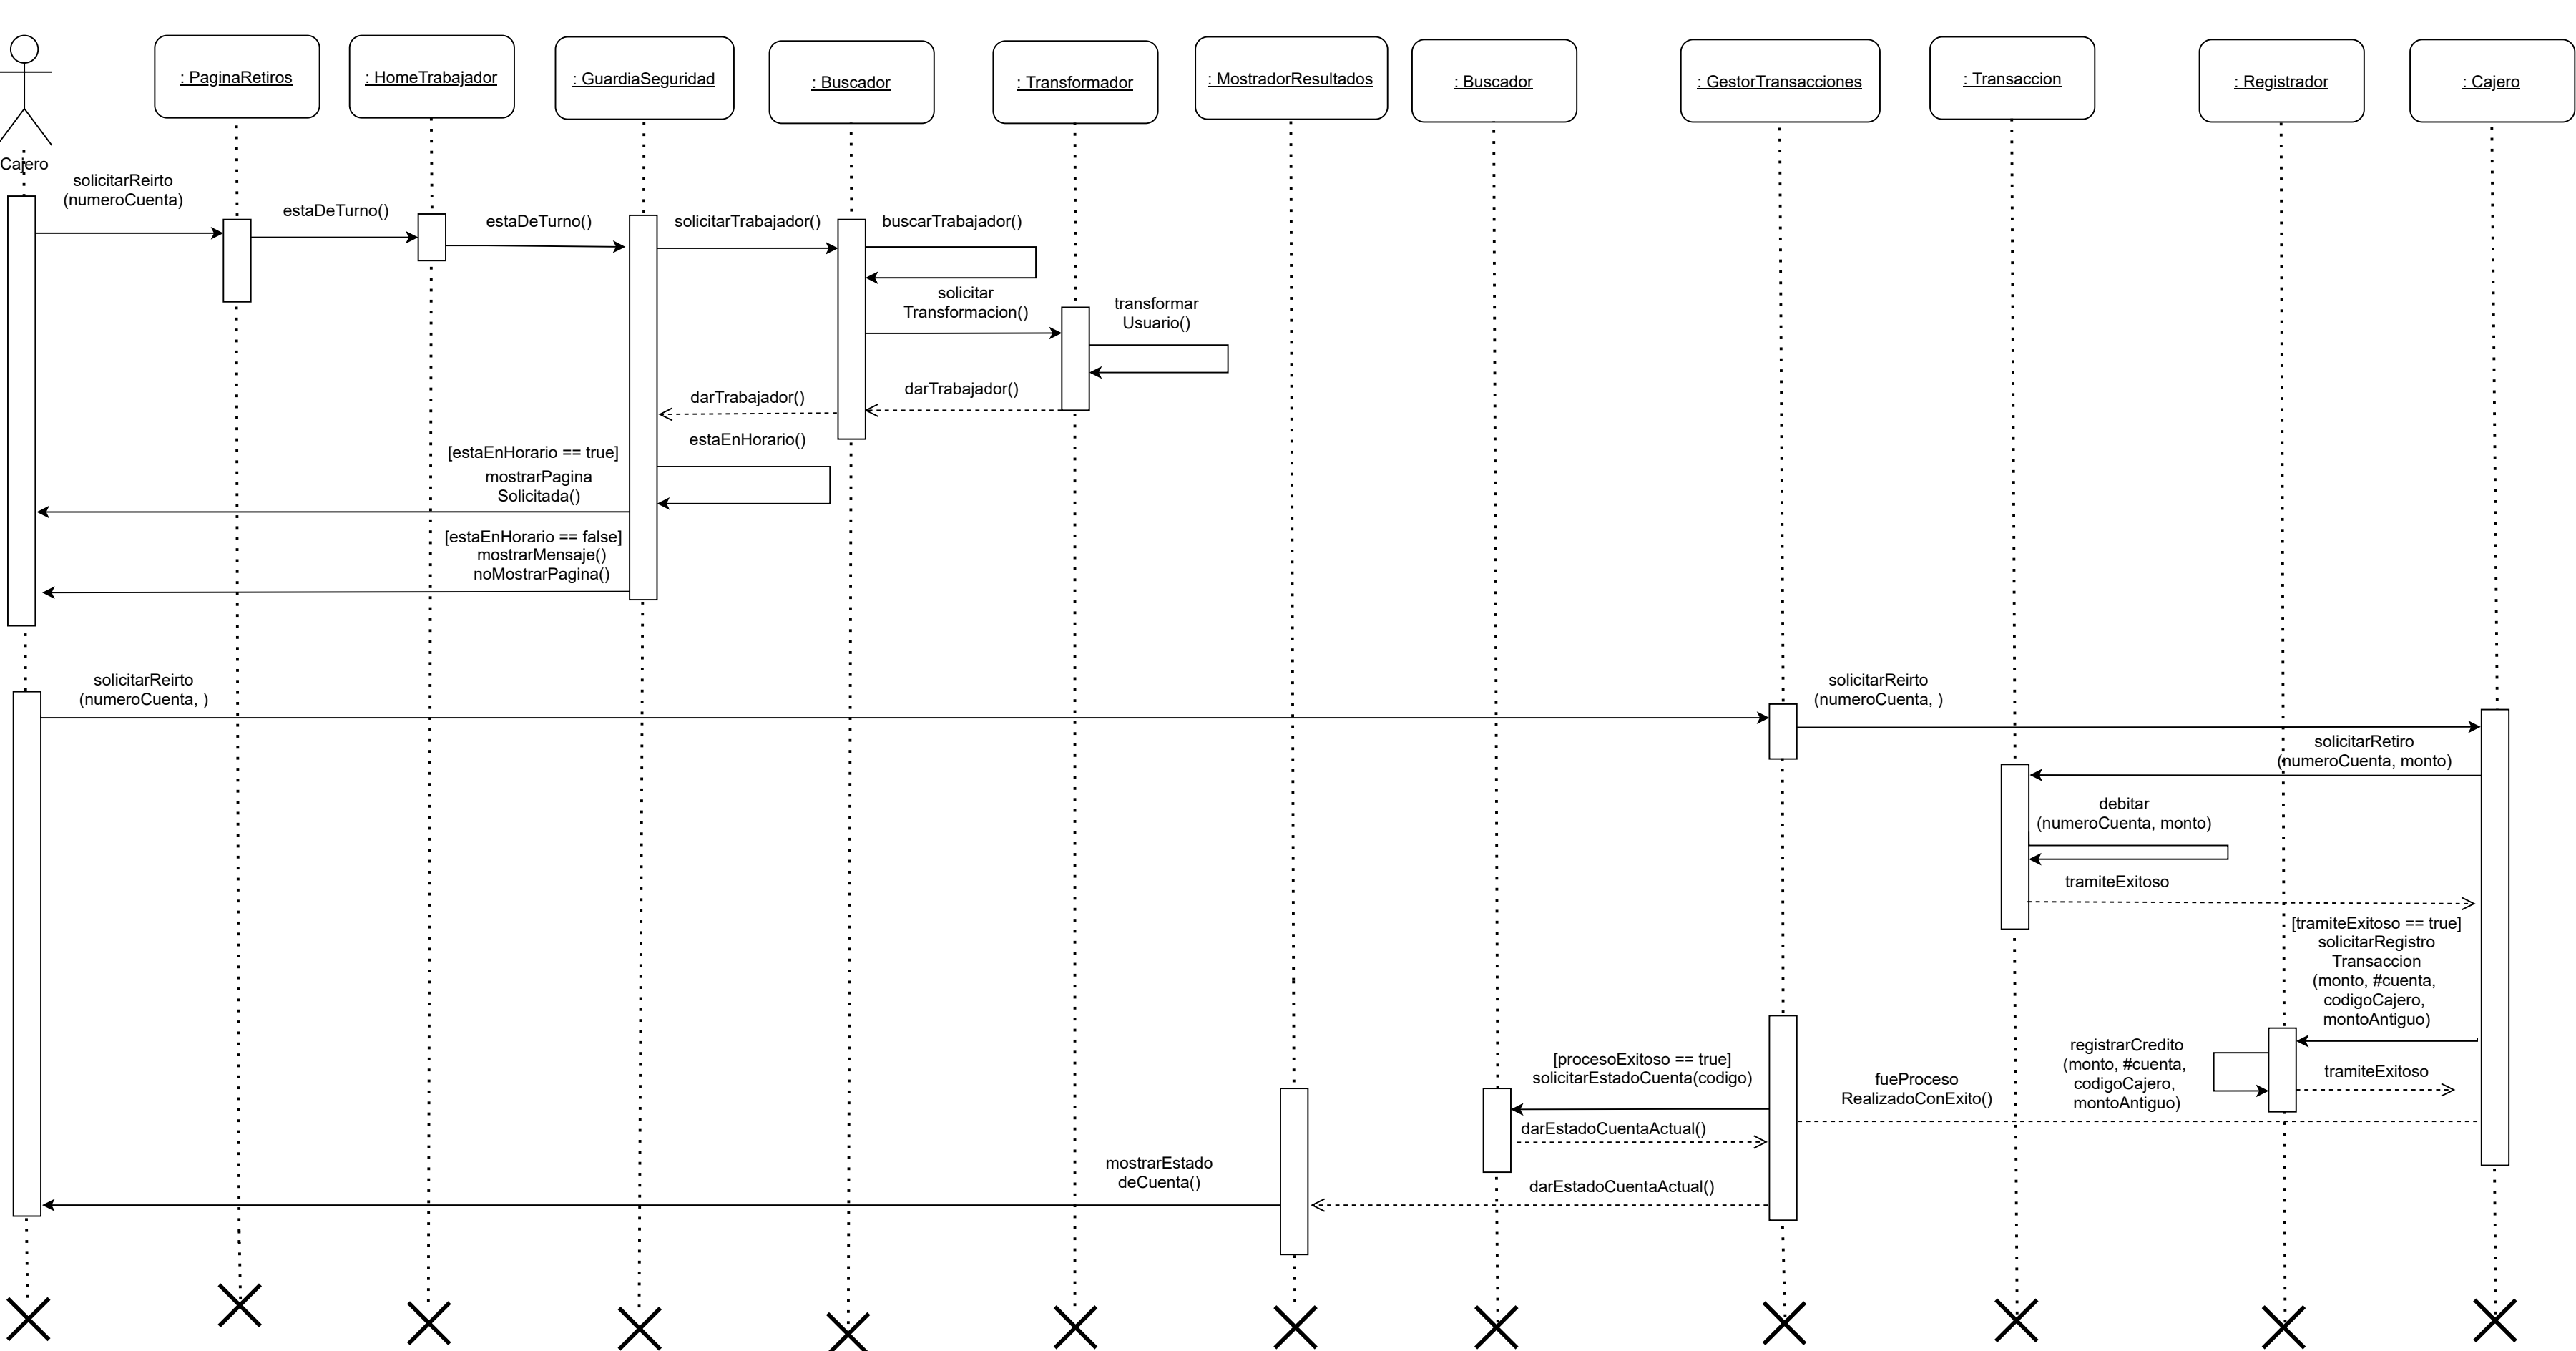 : PaginaRetiros
: HomeTrabajador
: GuardiaSeguridad
: Buscador
: Transformador
: MostradorResultados
: Buscador
: GestorTransacciones
: Transaccion
: Registrador
: Cajero
Cajero
solicitarReirto
(numeroCuenta)
estaDeTurno()
estaDeTurno()
solicitarTrabajador()
buscarTrabajador()
solicitar
Transformacion()
transformar
Usuario()
darTrabajador()
darTrabajador()
estaEnHorario()
[estaEnHorario == true]
mostrarPagina
Solicitada()
[estaEnHorario == false]
mostrarMensaje()
noMostrarPagina()
solicitarReirto
(numeroCuenta, )
solicitarReirto
(numeroCuenta, )
solicitarRetiro
(numeroCuenta, monto)
debitar
(numeroCuenta, monto)
tramiteExitoso
[tramiteExitoso == true]
solicitarRegistro
Transaccion
(monto, #cuenta,
codigoCajero,
montoAntiguo)
registrarCredito
(monto, #cuenta,
codigoCajero,
montoAntiguo)
tramiteExitoso
fueProceso
RealizadoConExito()
[procesoExitoso == true]
solicitarEstadoCuenta(codigo)
darEstadoCuentaActual()
darEstadoCuentaActual()
mostrarEstado
deCuenta()